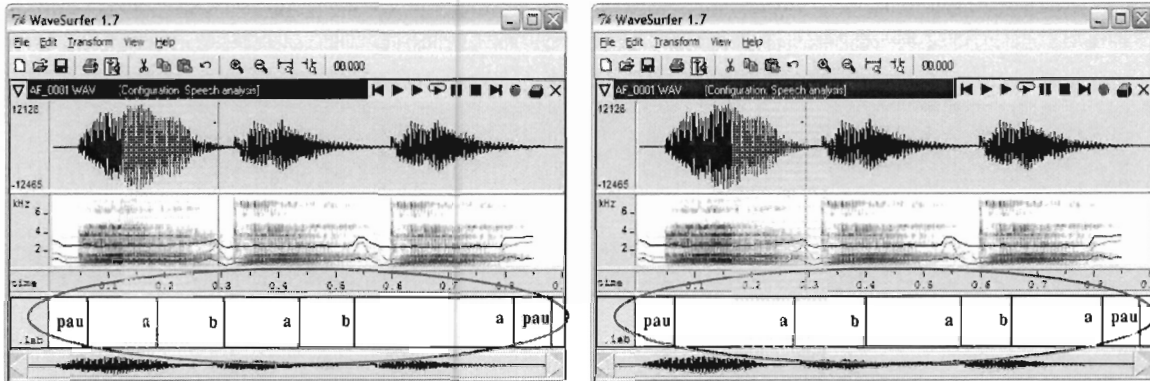 WaveSurfer 1.7
File Edit Transform View Help
00.000
AF_0001 WAV [Configuration: Speech analysis]
12128
-12465
kHz
6
4
2
time 0.1 0.2 0.3 0.4 0.5 0.6 0.7 0.8
pau a b a b a pau
.lab
WaveSurfer 1.7
File Edit Transform View Help
00.000
AF_0001 WAV [Configuration: Speech analysis]
12128
-12465
kHz
6
4
2
time 0.1 0.2 0.3 0.4 0.5 0.6 0.7 0.8
pau a b a b a pau
.lab